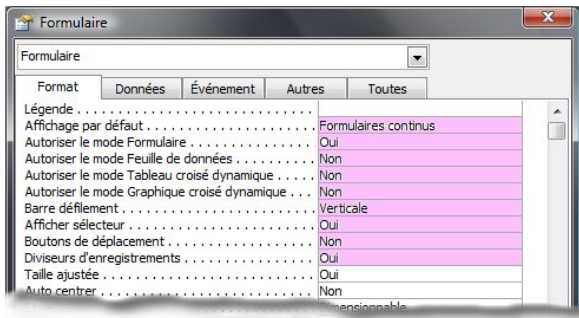 Formulaire
Formulaire
Format Données Événement Autres Toutes
Légende
Affichage par défaut Formulaires continus
Autoriser le mode Formulaire Oui
Autoriser le mode Feuille de données Non
Autoriser le mode Tableau croisé dynamique Non
Autoriser le mode Graphique croisé dynamique Non
Barre défilement Verticale
Afficher sélecteur Oui
Boutons de déplacement Non
Diviseurs d'enregistrements Oui
Taille ajustée Oui
Auto centrer Non